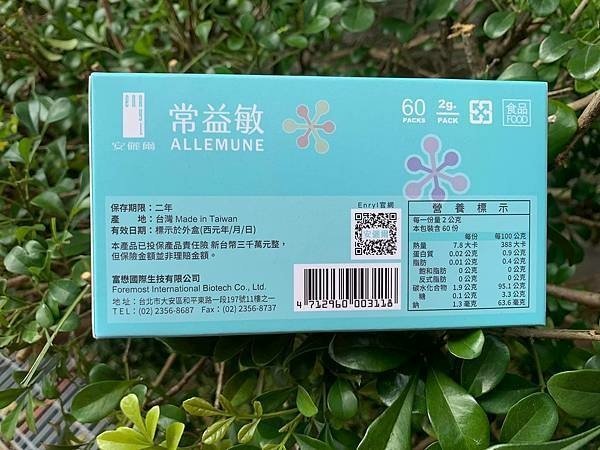 安爾爾
常益敏
ALLEMUNE
60
PACKS
2g.
PACK
食品
FOOD
保存期限：二年
產　　地：台灣 Made in Taiwan
有效日期：標示於外盒(西元年/月/日)
本產品已投保產品責任險 新台幣三千萬元整，
但保險金額並非理賠金額。
富懋國際生技有限公司
Foremost International Biotech Co., Ltd.
地 址：台北市大安區和平東路一段197號11樓之一
TEL：(02) 2356-8687　Fax：(02) 2356-8737
Enryl官網
4 712960 003118
營養標示
每一份量 2 公克
本包裝含 60 份
每份　每100公克
熱量　7.8 大卡　388 大卡
蛋白質　0.02 公克　0.9 公克
脂肪　0.01 公克　0.4 公克
飽和脂肪　0 公克　0 公克
反式脂肪　0 公克　0 公克
碳水化合物　1.9 公克　95.1 公克
糖　0.1 公克　3.3 公克
鈉　1.3 毫克　63.6 毫克